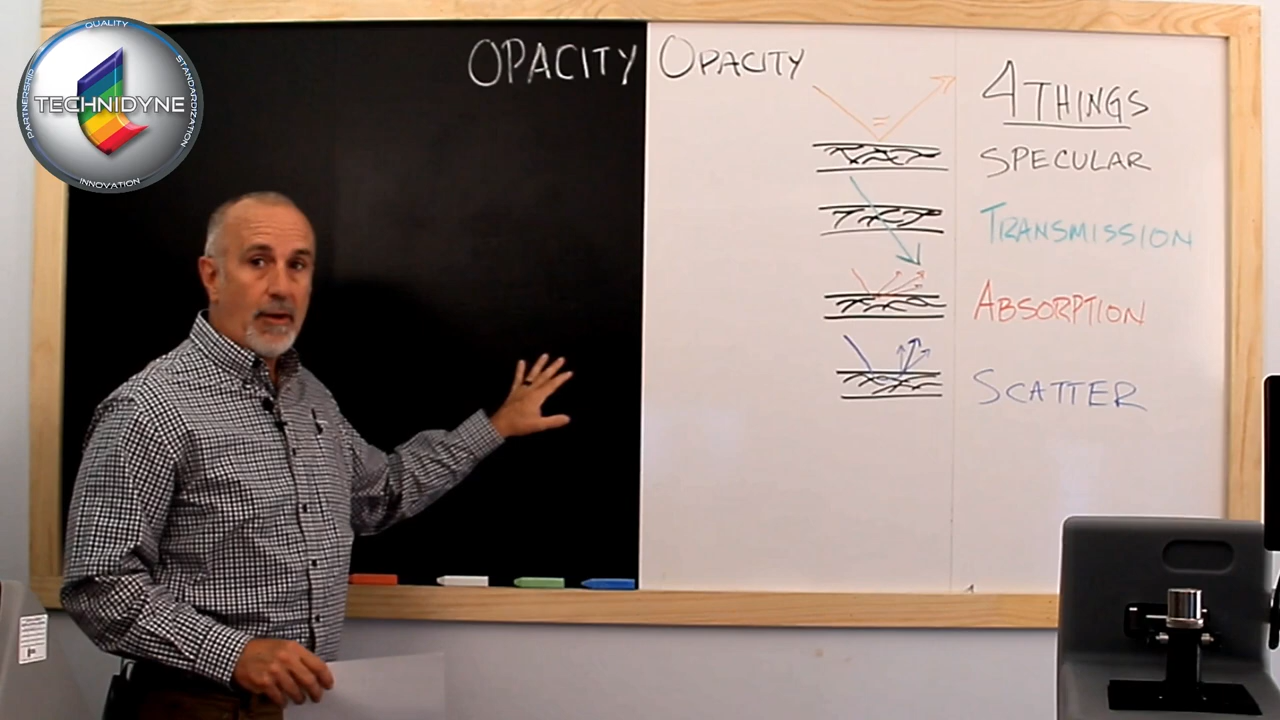 QUALITY
PARTNERSHIP
STANDARDIZATION
TECHNIDYNE
INNOVATION
OPACITY
OPACITY
4 THINGS
SPECULAR
TRANSMISSION
ABSORPTION
SCATTER